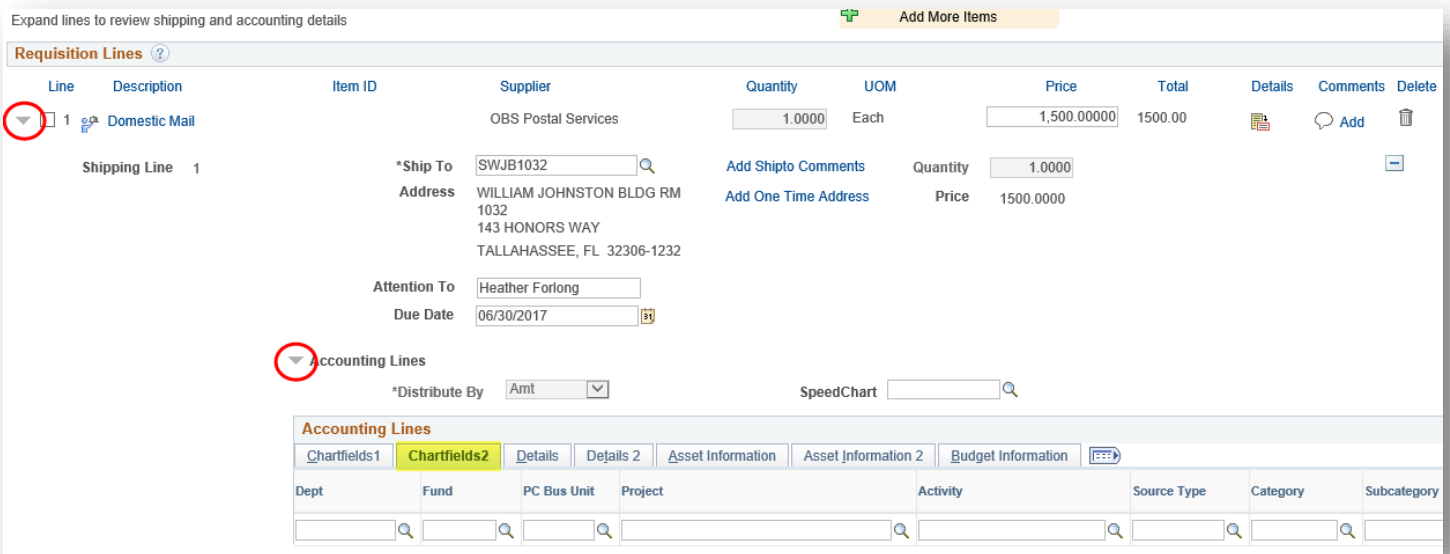 Expand lines to review shipping and accounting details
Add More Items
Requisition Lines ?
Line Description Item ID Supplier Quantity UOM Price Total Details Comments Delete
1 Domestic Mail OBS Postal Services 1.0000 Each 1,500.00000 1500.00 Add
Shipping Line 1 *Ship To SWJB1032 Add Shipto Comments Quantity 1.0000
Address WILLIAM JOHNSTON BLDG RM Add One Time Address Price 1500.0000
1032
143 HONORS WAY
TALLAHASSEE, FL 32306-1232
Attention To Heather Forlong
Due Date 06/30/2017 31
Accounting Lines
*Distribute By Amt SpeedChart
Accounting Lines
Chartfields1 Chartfields2 Details Details 2 Asset Information Asset Information 2 Budget Information
Dept Fund PC Bus Unit Project Activity Source Type Category Subcategory